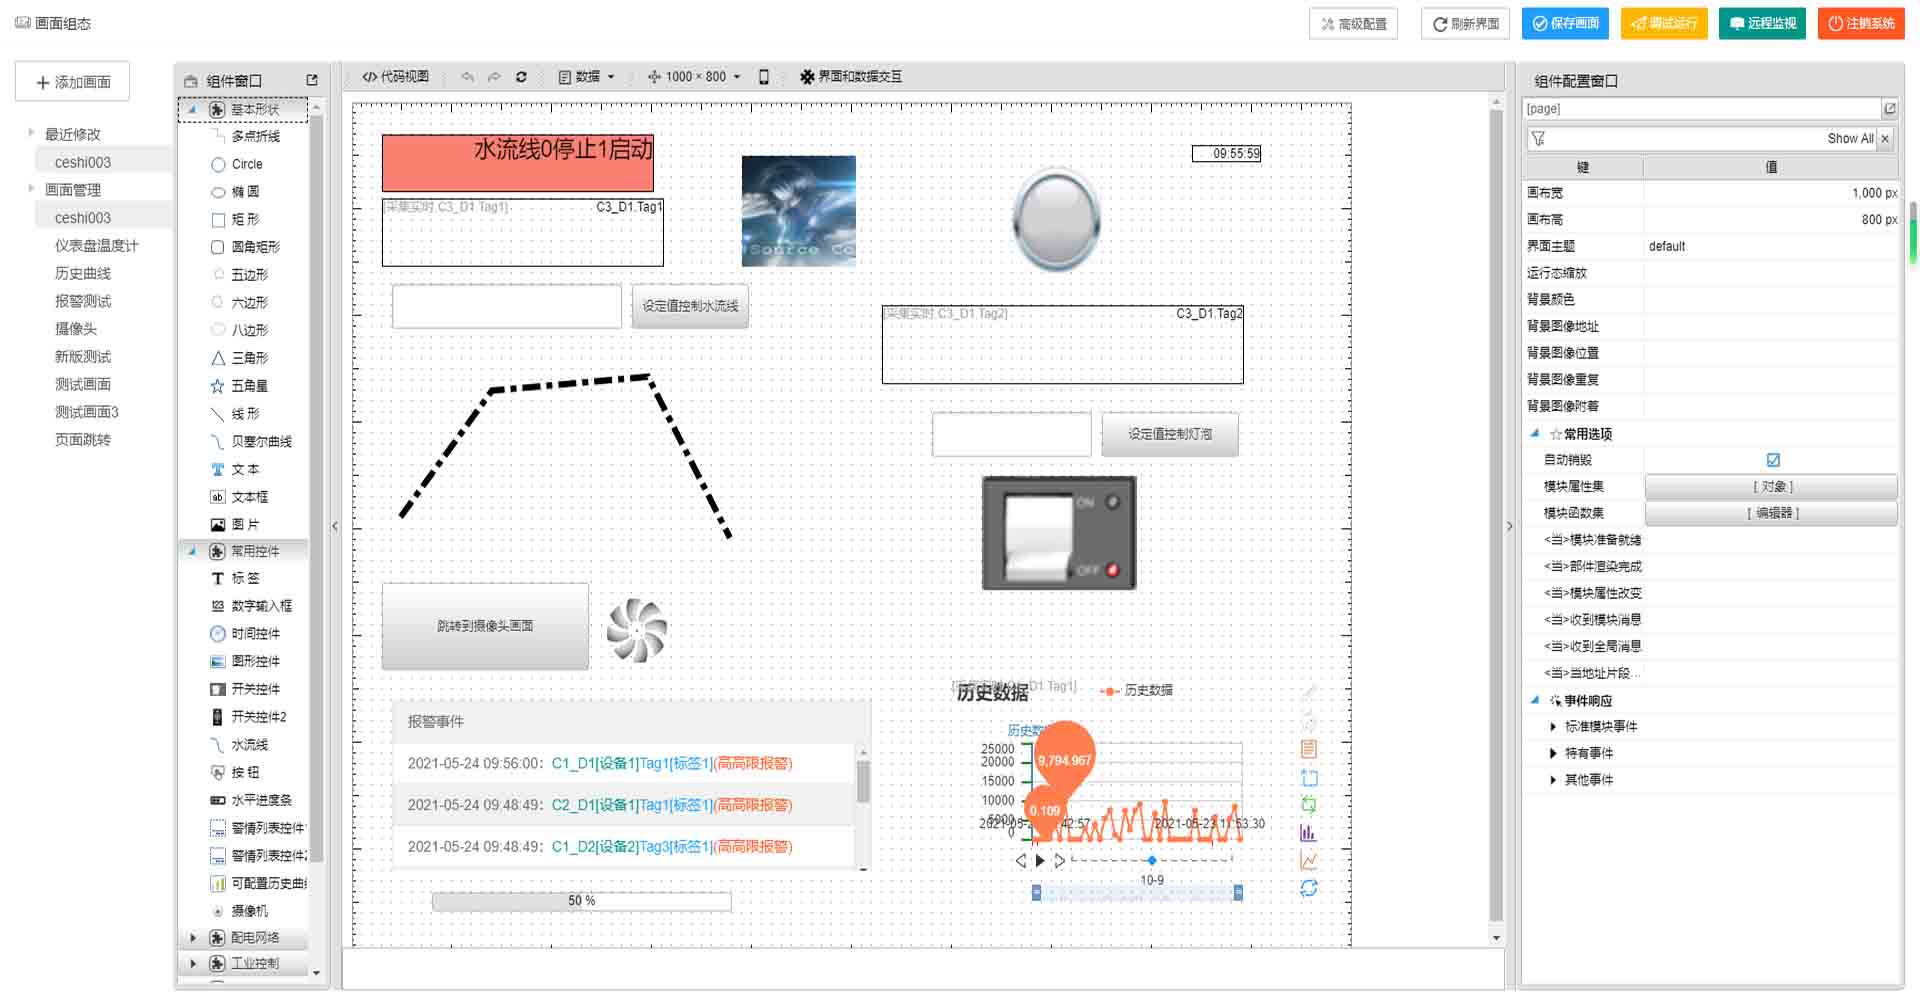 画面组态
高级配置
刷新界面
保存画面
调试运行
远程监视
注销系统
添加画面
最近修改
ceshi003
画面管理
ceshi003
仪表盘温度计
历史曲线
报警测试
摄像头
新版测试
测试画面
测试画面3
页面跳转
组件窗口
基本形状
多点折线
Circle
椭圆
矩形
圆角矩形
五边形
六边形
八边形
三角形
五角星
线形
贝塞尔曲线
文本
文本框
图片
常用控件
标签
数字输入框
时间控件
图形控件
开关控件
开关控件2
水流线
按钮
水平进度条
警情列表控件
警情列表控件
可配置历史曲
摄像机
配电网络
工业控制
代码视图
数据
1000 × 800
界面和数据交互
水流线0停止1启动
09:55:59
[采集实时.C3_D1.Tag1]
C3_D1.Tag1
Source Co
设定值控制水流线
[采集实时.C3_D1.Tag2]
C3_D1.Tag2
设定值控制灯泡
ON
OFF
跳转到摄像头画面
报警事件
2021-05-24 09:56:00：C1_D1[设备1]Tag1[标签1](高高限报警)
2021-05-24 09:48:49：C2_D1[设备1]Tag1[标签1](高高限报警)
2021-05-24 09:48:49：C1_D2[设备2]Tag3[标签1](高高限报警)
50 %
D1.Tag1]
历史数据
历史数据
历史数
25000
20000
15000
10000
5000
0
9,794.967
0.109
42:57
10-9
组件配置窗口
[page]
Show All
键
值
画布宽
1,000 px
画布高
800 px
界面主题
default
运行态缩放
背景颜色
背景图像地址
背景图像位置
背景图像重复
背景图像附着
☆常用选项
自动销毁
模块属性集
[ 对象 ]
模块函数集
[ 编辑器 ]
<当>模块准备就绪
<当>部件渲染完成
<当>模块属性改变
<当>收到模块消息
<当>收到全局消息
<当>当地址片段...
事件响应
标准模块事件
特有事件
其他事件